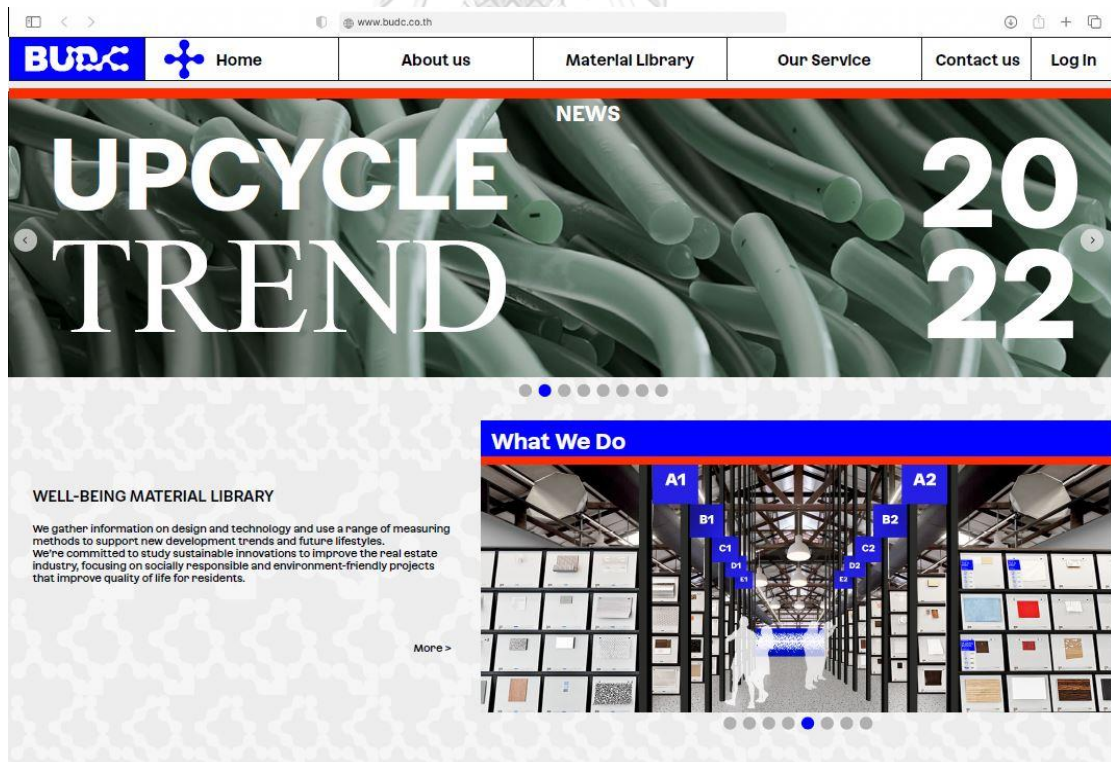 www.budc.co.th
BUDC
Home
About us
Material Library
Our Service
Contact us
Log In
NEWS
UPCYCLE
TREND
20
22
What We Do
WELL-BEING MATERIAL LIBRARY
We gather information on design and technology and use a range of measuring
methods to support new development trends and future lifestyles.
We're committed to study sustainable innovations to improve the real estate
industry, focusing on socially responsible and environment-friendly projects
that improve quality of life for residents.
More >
A1
A2
B1
B2
C1
C2
D1
D2
E1
E2